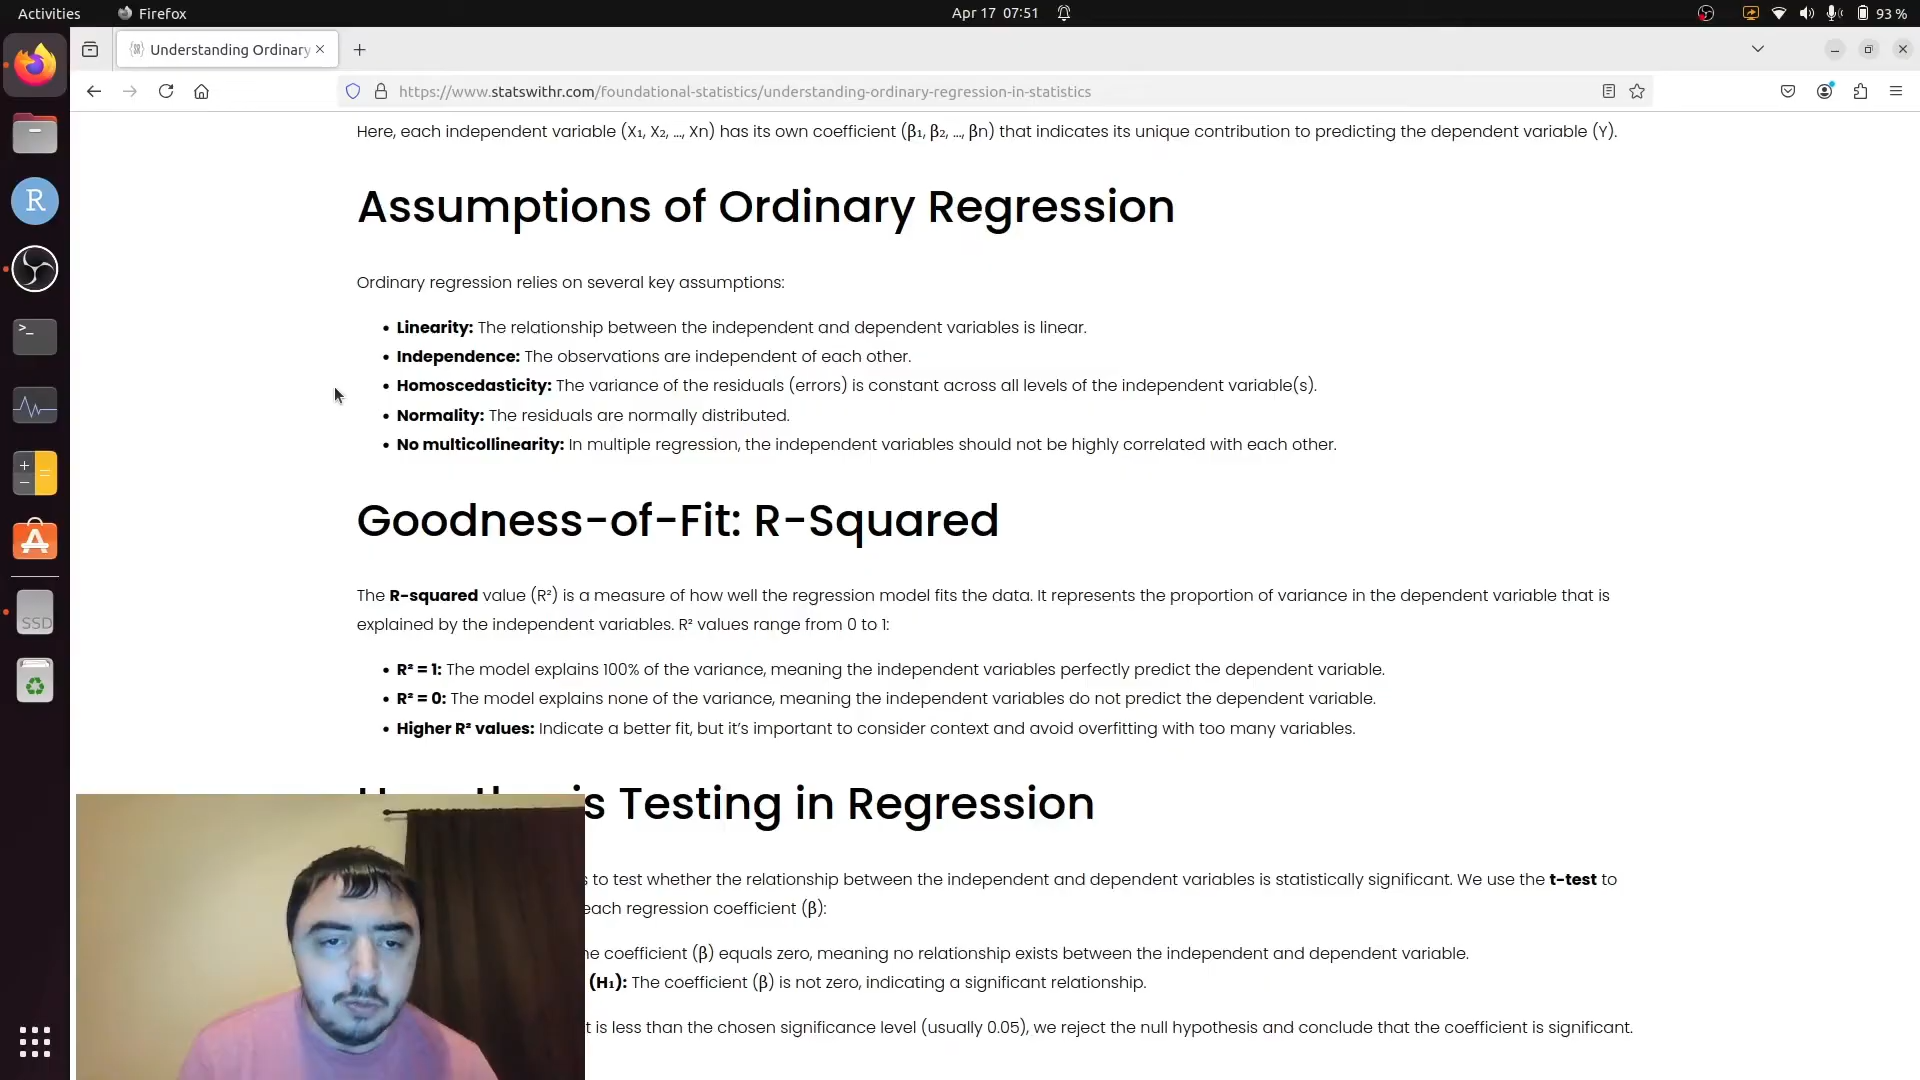 Activities
Firefox
Apr 17 07:51
93 %
Understanding Ordinary
https://www.statswithr.com/foundational-statistics/understanding-ordinary-regression-in-statistics
Here, each independent variable (X₁, X₂, ..., Xn) has its own coefficient (β₁, β₂, ..., βn) that indicates its unique contribution to predicting the dependent variable (Y).
Assumptions of Ordinary Regression
Ordinary regression relies on several key assumptions:
• Linearity: The relationship between the independent and dependent variables is linear.
• Independence: The observations are independent of each other.
• Homoscedasticity: The variance of the residuals (errors) is constant across all levels of the independent variable(s).
• Normality: The residuals are normally distributed.
• No multicollinearity: In multiple regression, the independent variables should not be highly correlated with each other.
Goodness-of-Fit: R-Squared
The R-squared value (R²) is a measure of how well the regression model fits the data. It represents the proportion of variance in the dependent variable that is
explained by the independent variables. R² values range from 0 to 1:
• R² = 1: The model explains 100% of the variance, meaning the independent variables perfectly predict the dependent variable.
• R² = 0: The model explains none of the variance, meaning the independent variables do not predict the dependent variable.
• Higher R² values: Indicate a better fit, but it's important to consider context and avoid overfitting with too many variables.
Testing in Regression
to test whether the relationship between the independent and dependent variables is statistically significant. We use the t-test to
each regression coefficient (β):
coefficient (β) equals zero, meaning no relationship exists between the independent and dependent variable.
(H₁): The coefficient (β) is not zero, indicating a significant relationship.
is less than the chosen significance level (usually 0.05), we reject the null hypothesis and conclude that the coefficient is significant.
R
SSD